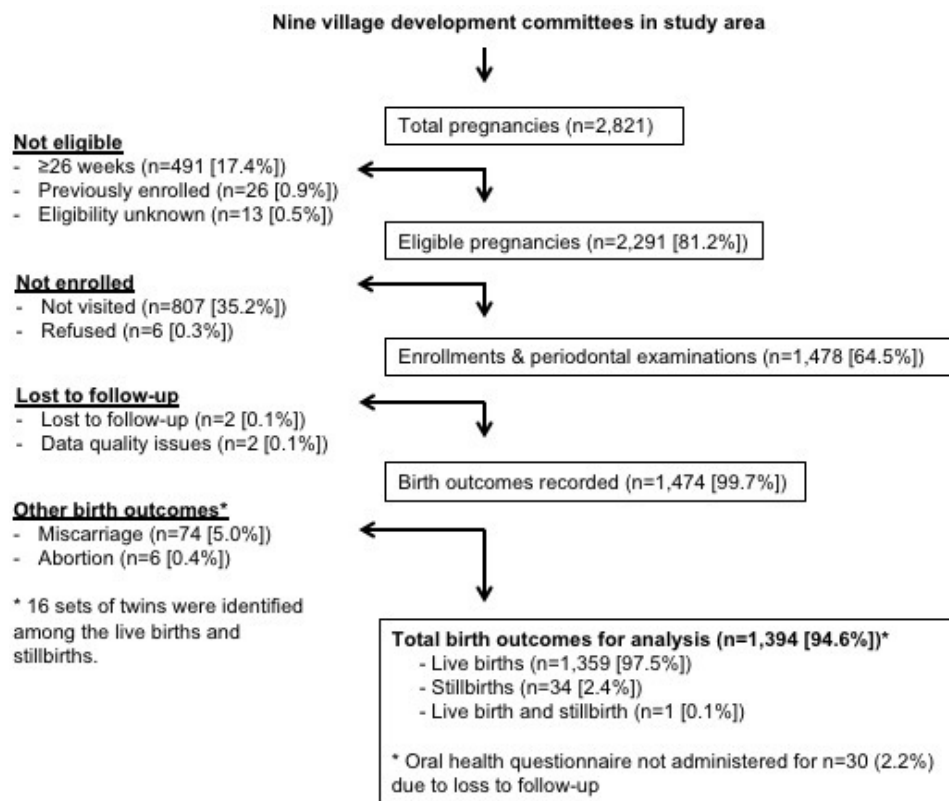 Nine village development committees in study area
Total pregnancies (n=2,821)
Not eligible
- ≥26 weeks (n=491 [17.4%])
- Previously enrolled (n=26 [0.9%)
- Eligibility unknown (n=13 [0.5%])
Eligible pregnancies (n=2,291 [81.2%])
Not enrolled
- Not visited (n=807 [35.2%])
- Refused (n=6 [0.3%])
Enrollments & periodontal examinations (n=1,478 [64.5%])
Lost to follow-up
- Lost to follow-up (n=2 [0.1%])
- Data quality issues (n=2 [0.1%])
Birth outcomes recorded (n=1,474 [99.7%])
Other birth outcomes*
- Miscarriage (n=74 [5.0%])
- Abortion (n=6 [0.4%])
* 16 sets of twins were identified
among the live births and
stillbirths.
Total birth outcomes for analysis (n=1,394 [94.6%])*
- Live births (n=1,359 [97.5%])
- Stillbirths (n=34 [2.4%])
- Live birth and stillbirth (n=1 [0.1%])
* Oral health questionnaire not administered for n=30 (2.2%)
due to loss to follow-up